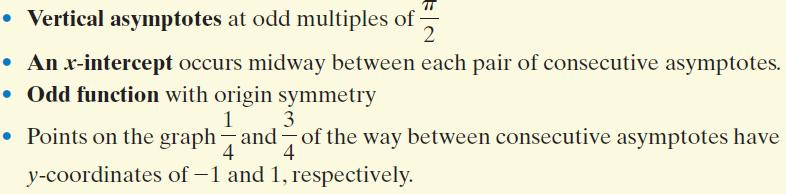 • Vertical asymptotes at odd multiples of π/2
• An x-intercept occurs midway between each pair of consecutive asymptotes.
• Odd function with origin symmetry
• Points on the graph 1/4 and 3/4 of the way between consecutive asymptotes have
y-coordinates of −1 and 1, respectively.